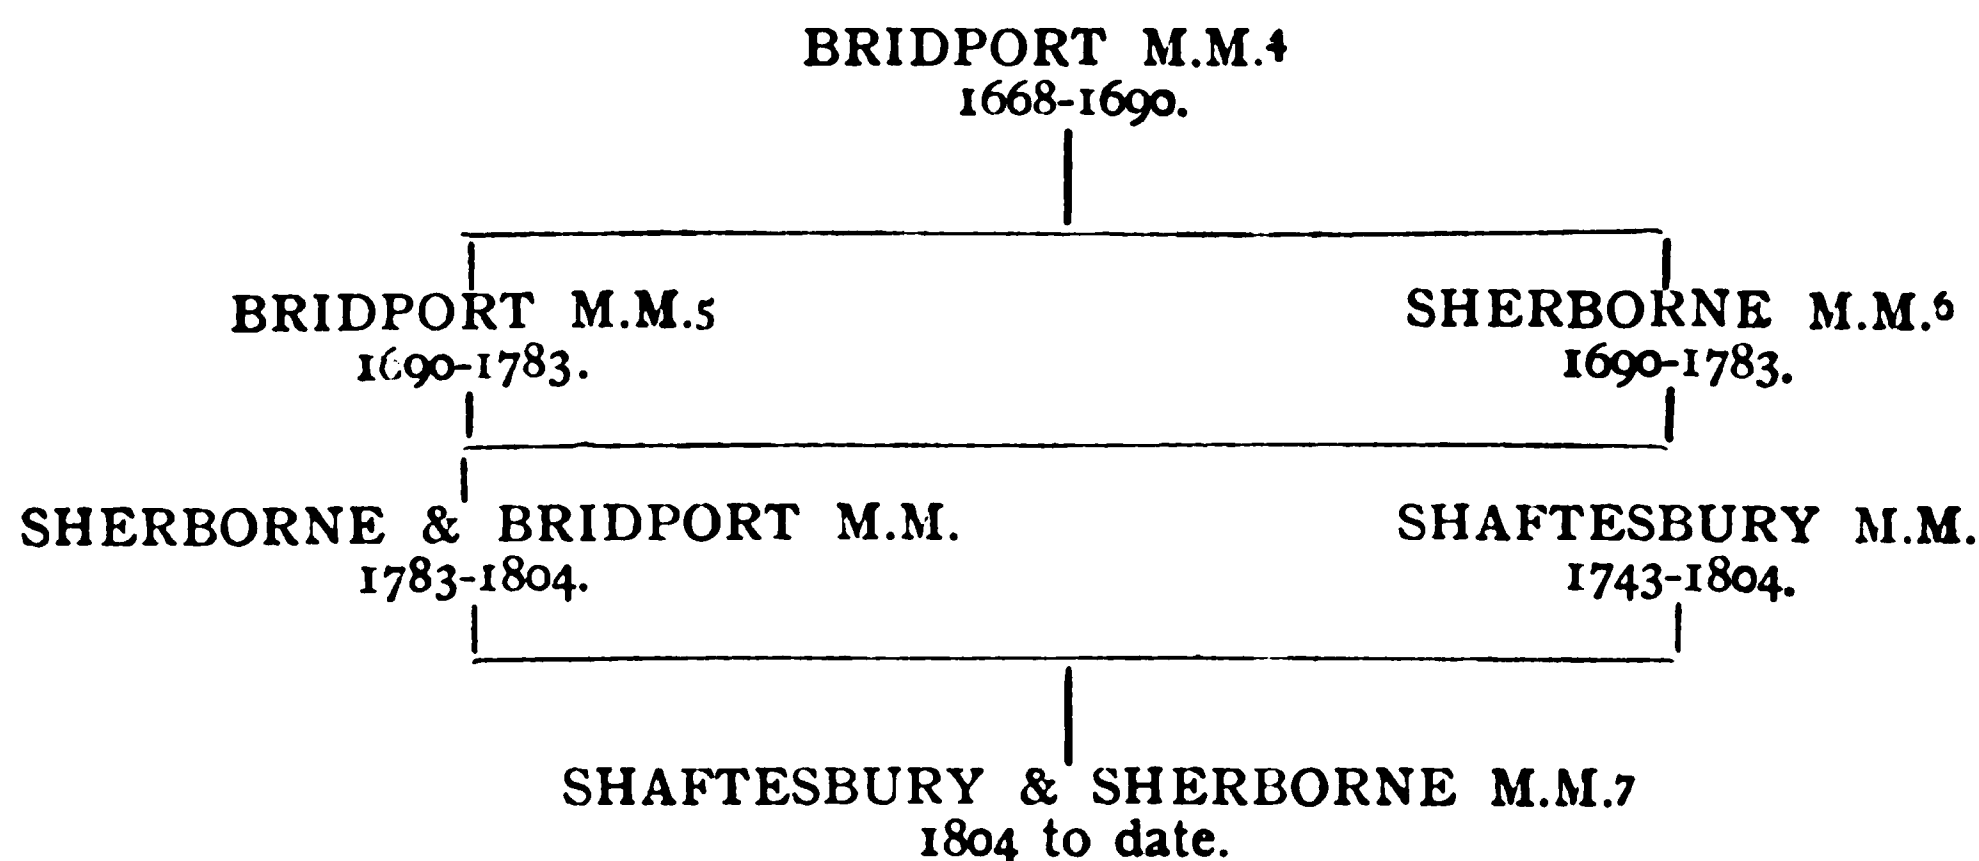 BRIDPORT M.M.4
1668-1690.
BRIDPORT M.M.5
1690-1783.
SHERBORNE M.M.6
1690-1783.
SHERBORNE & BRIDPORT M.M.
1783-1804.
SHAFTESBURY M.M.
1743-1804.
SHAFTESBURY & SHERBORNE M.M.7
1804 to date.